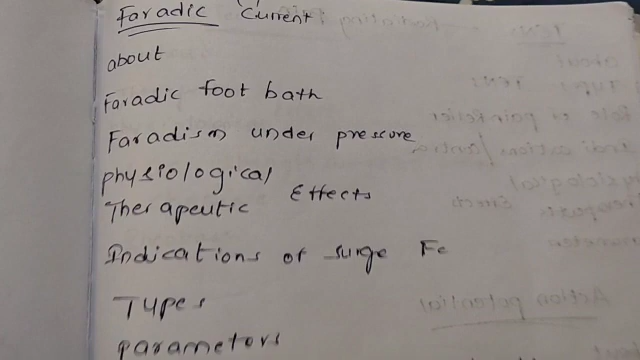 Faradic Current
about
Faradic foot bath
Faradism under pressure
physiological
Therapeutic Effects
Indications of surge Fc
Types
parameters